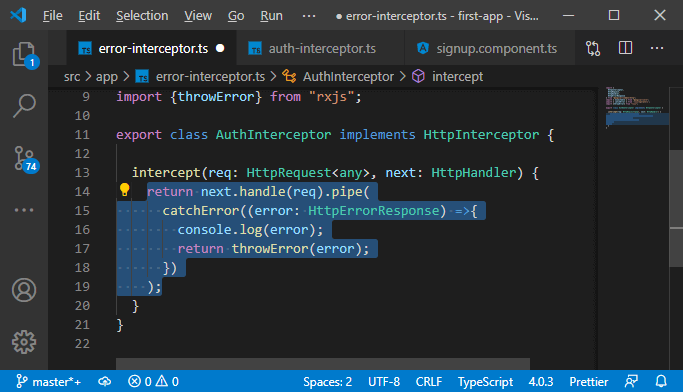 File Edit Selection View Go Run ··· ● error-interceptor.ts - first-app - Vis...
TS error-interceptor.ts ● TS auth-interceptor.ts signup.component.ts ···
src > app > TS error-interceptor.ts > AuthInterceptor > intercept
9 import {throwError} from "rxjs";
10
11 export class AuthInterceptor implements HttpInterceptor {
12
13 intercept(req: HttpRequest<any>, next: HttpHandler) {
14 return next.handle(req).pipe(
15 catchError((error: HttpErrorResponse) =>{
16 console.log(error);
17 return throwError(error);
18 })
19 );
20 }
21 }
22
1
74
master*+ 0 0 Spaces: 2 UTF-8 CRLF TypeScript 4.0.3 Prettier